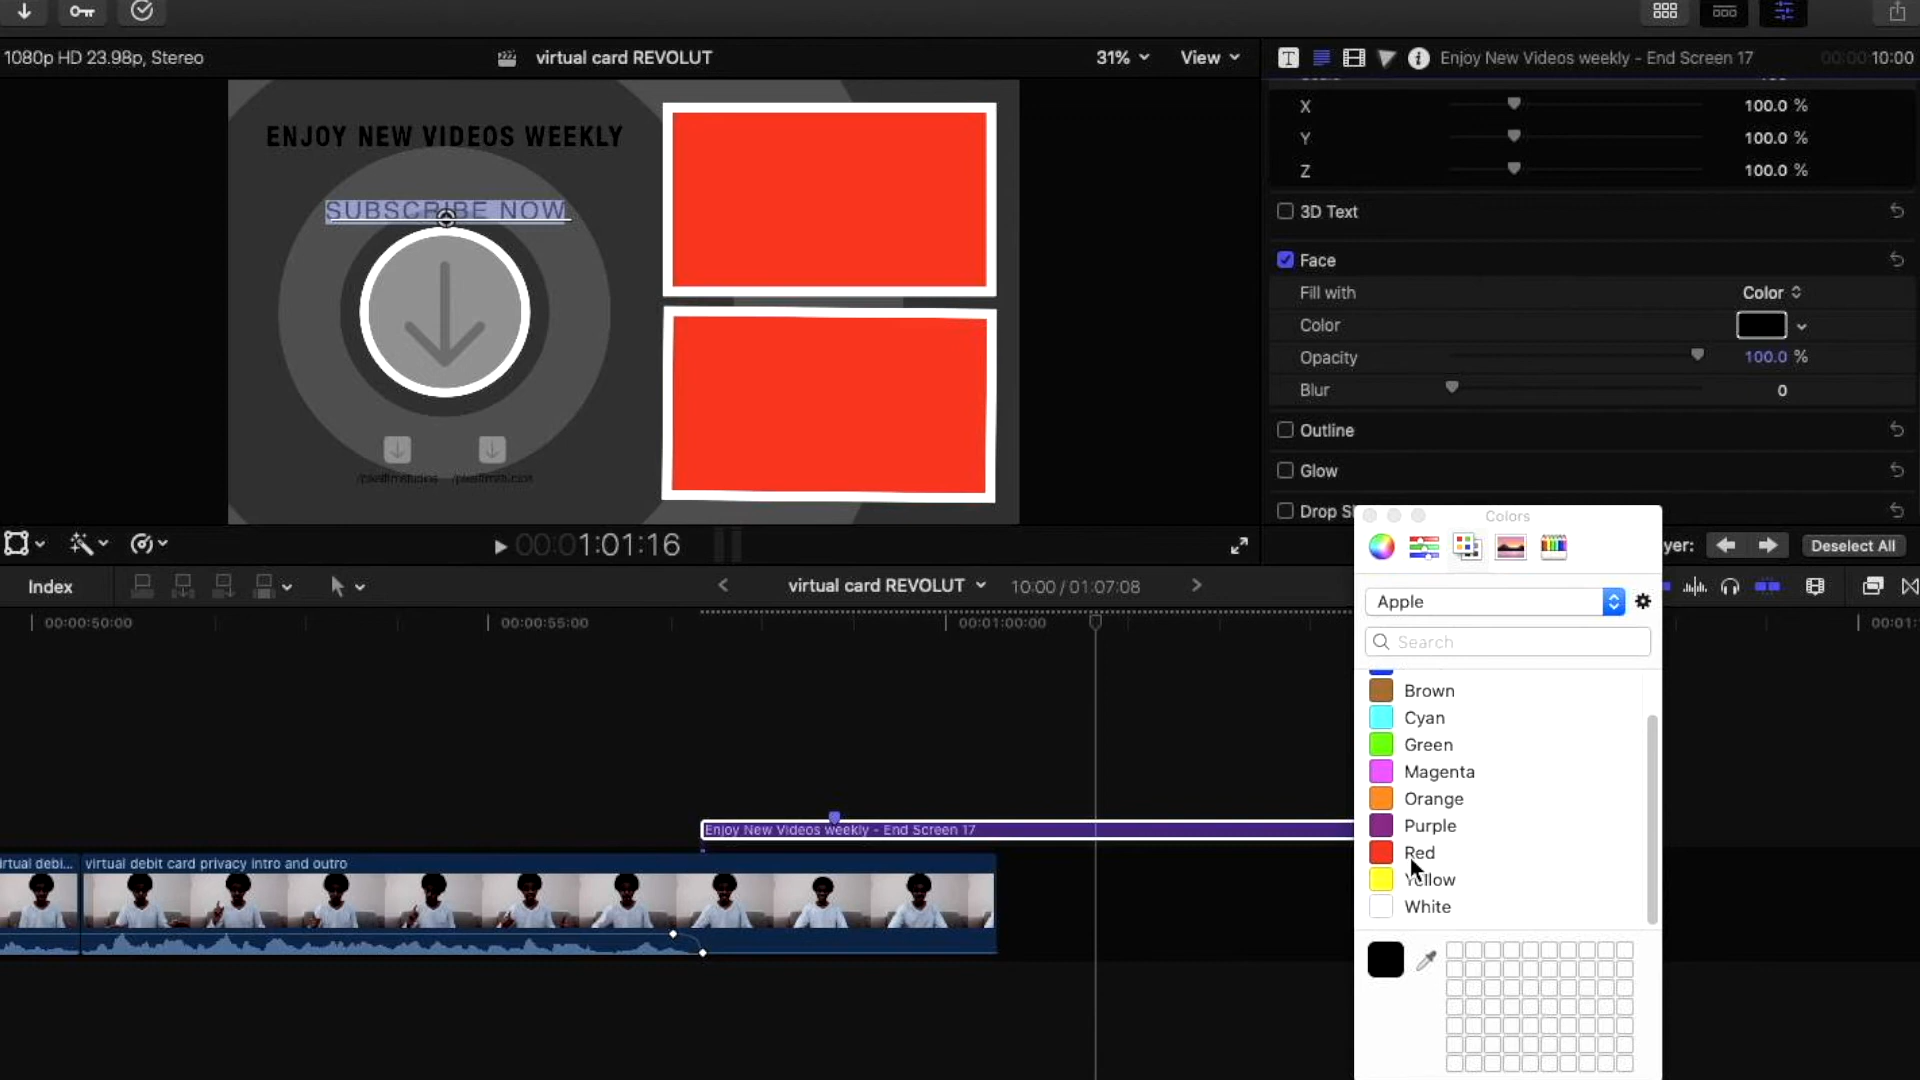 1080p HD 23.98p, Stereo
virtual card REVOLUT
31%
View
Enjoy New Videos weekly - End Screen 17
00:00:10:00
ENJOY NEW VIDEOS WEEKLY
SUBSCRIBE NOW
X 100.0 %
Y 100.0 %
Z 100.0 %
3D Text
Face
Fill with Color
Color
Opacity 100.0 %
Blur 0
Outline
Glow
Drop S
00:01:01:16
yer:
Deselect All
Index
virtual card REVOLUT
10:00 / 01:07:08
00:00:50:00
00:00:55:00
00:01:00:00
00:01:
Enjoy New Videos weekly - End Screen 17
irtual debi...
virtual debit card privacy intro and outro
Colors
Apple
Search
Brown
Cyan
Green
Magenta
Orange
Purple
Red
Yellow
White